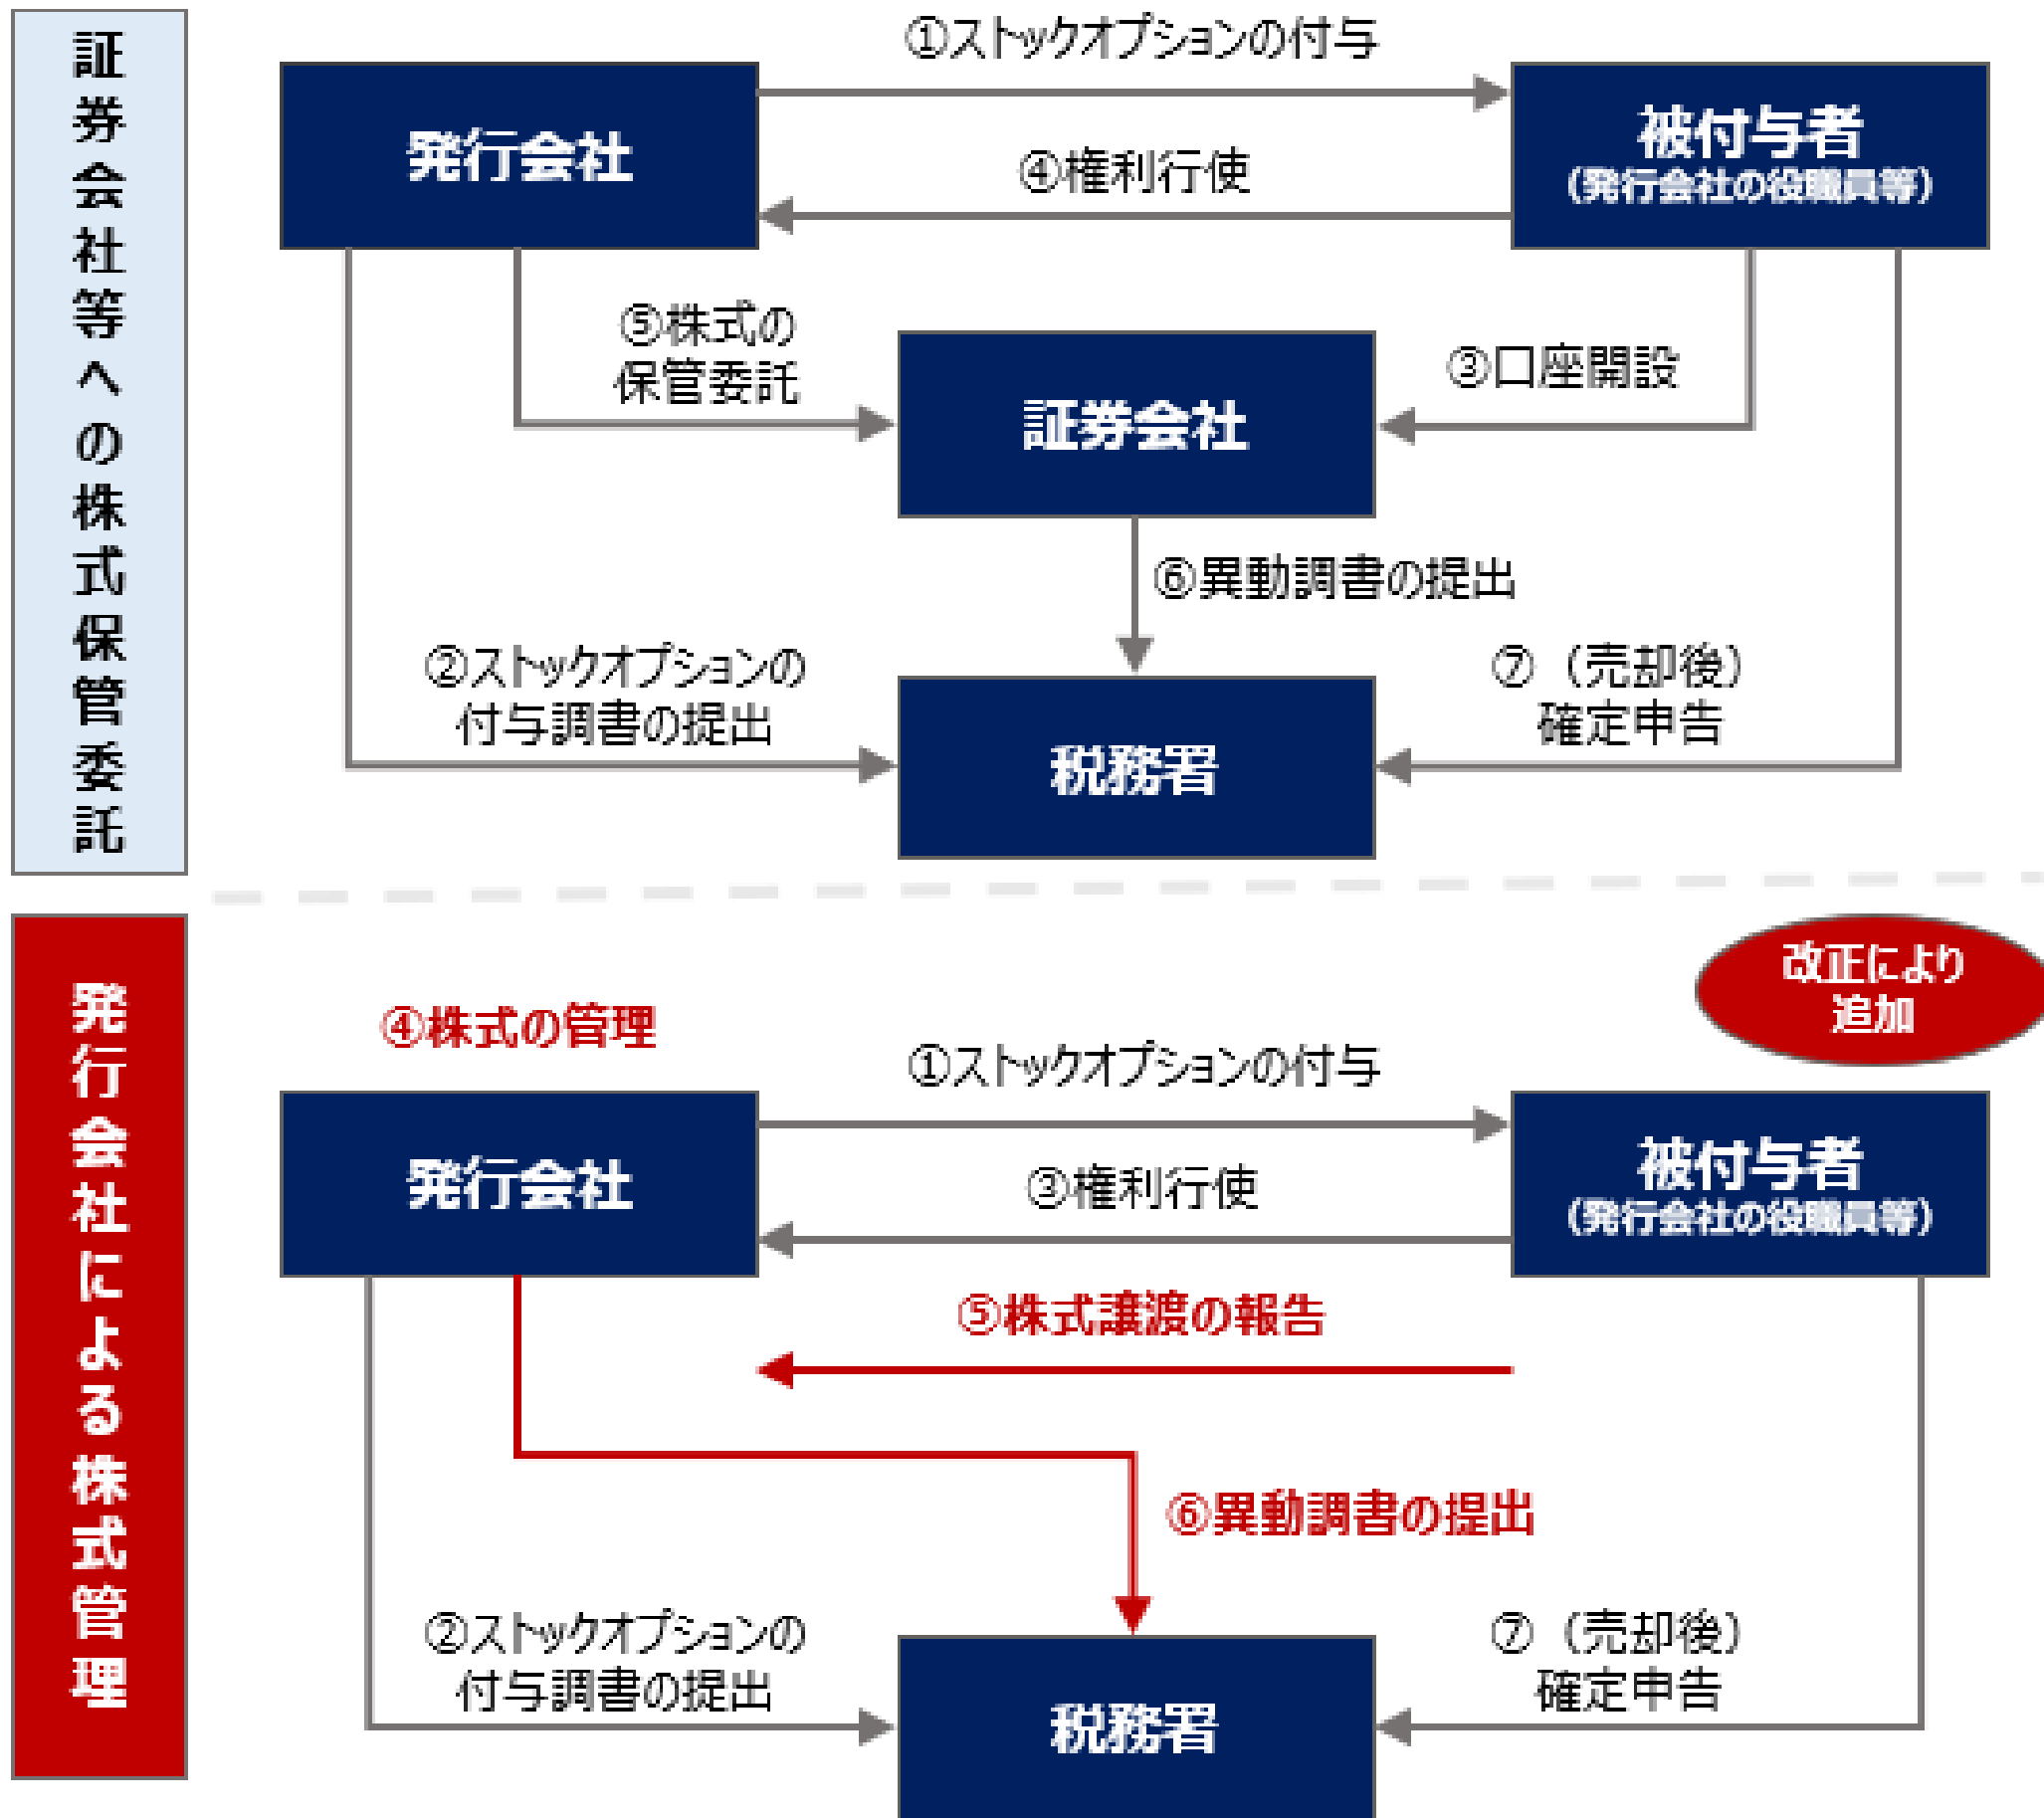 証券会社等への株式保管委託
①ストックオプションの付与
発行会社
被付与者
（発行会社の役職員等）
④権利行使
⑤株式の
保管委託
③口座開設
証券会社
⑥異動調書の提出
②ストックオプションの
付与調書の提出
⑦（売却後）
確定申告
税務署
発行会社による株式管理
改正により
追加
④株式の管理
①ストックオプションの付与
発行会社
被付与者
（発行会社の役職員等）
③権利行使
⑤株式譲渡の報告
⑥異動調書の提出
②ストックオプションの
付与調書の提出
⑦（売却後）
確定申告
税務署